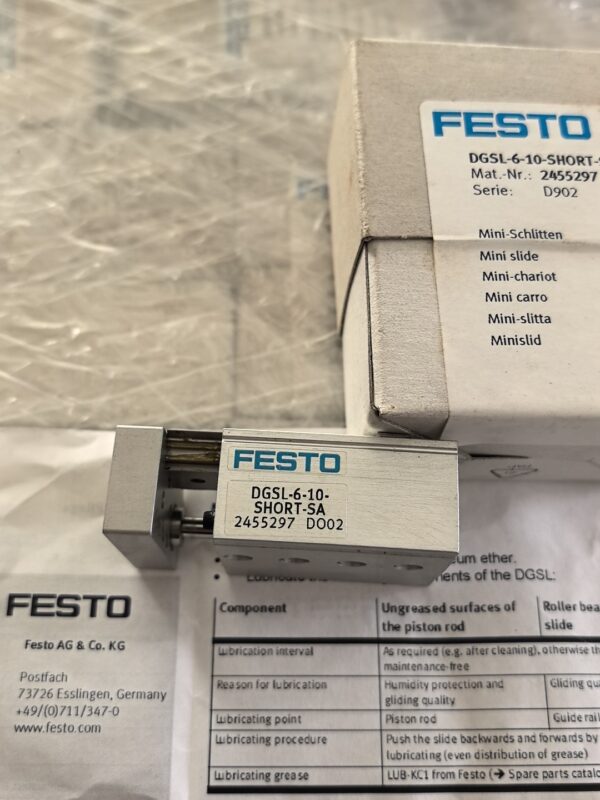 FESTO
DGSL-6-10-SHORT-
Mat.-Nr.: 2455297
Serie: D902
Mini-Schlitten
Mini slide
Mini-chariot
Mini carro
Mini-slitta
Minislid
FESTO
DGSL-6-10-
SHORT-SA
2455297 DO02
um ether.
ents of the DGSL:
FESTO
Festo AG & Co. KG
Postfach
73726 Esslingen, Germany
+49/(0)711/347-0
www.festo.com
Component Ungreased surfaces of the piston rod Roller bea slide
Lubrication interval As required (e.g. after cleaning), otherwise th maintenance-free
Reason for lubrication Humidity protection and gliding quality Gliding qu
Lubricating point Piston rod Guide rail
Lubricating procedure Push the slide backwards and forwards by lubricating (even distribution of grease)
Lubricating grease LUB-KC1 from Festo (➔ Spare parts catalo